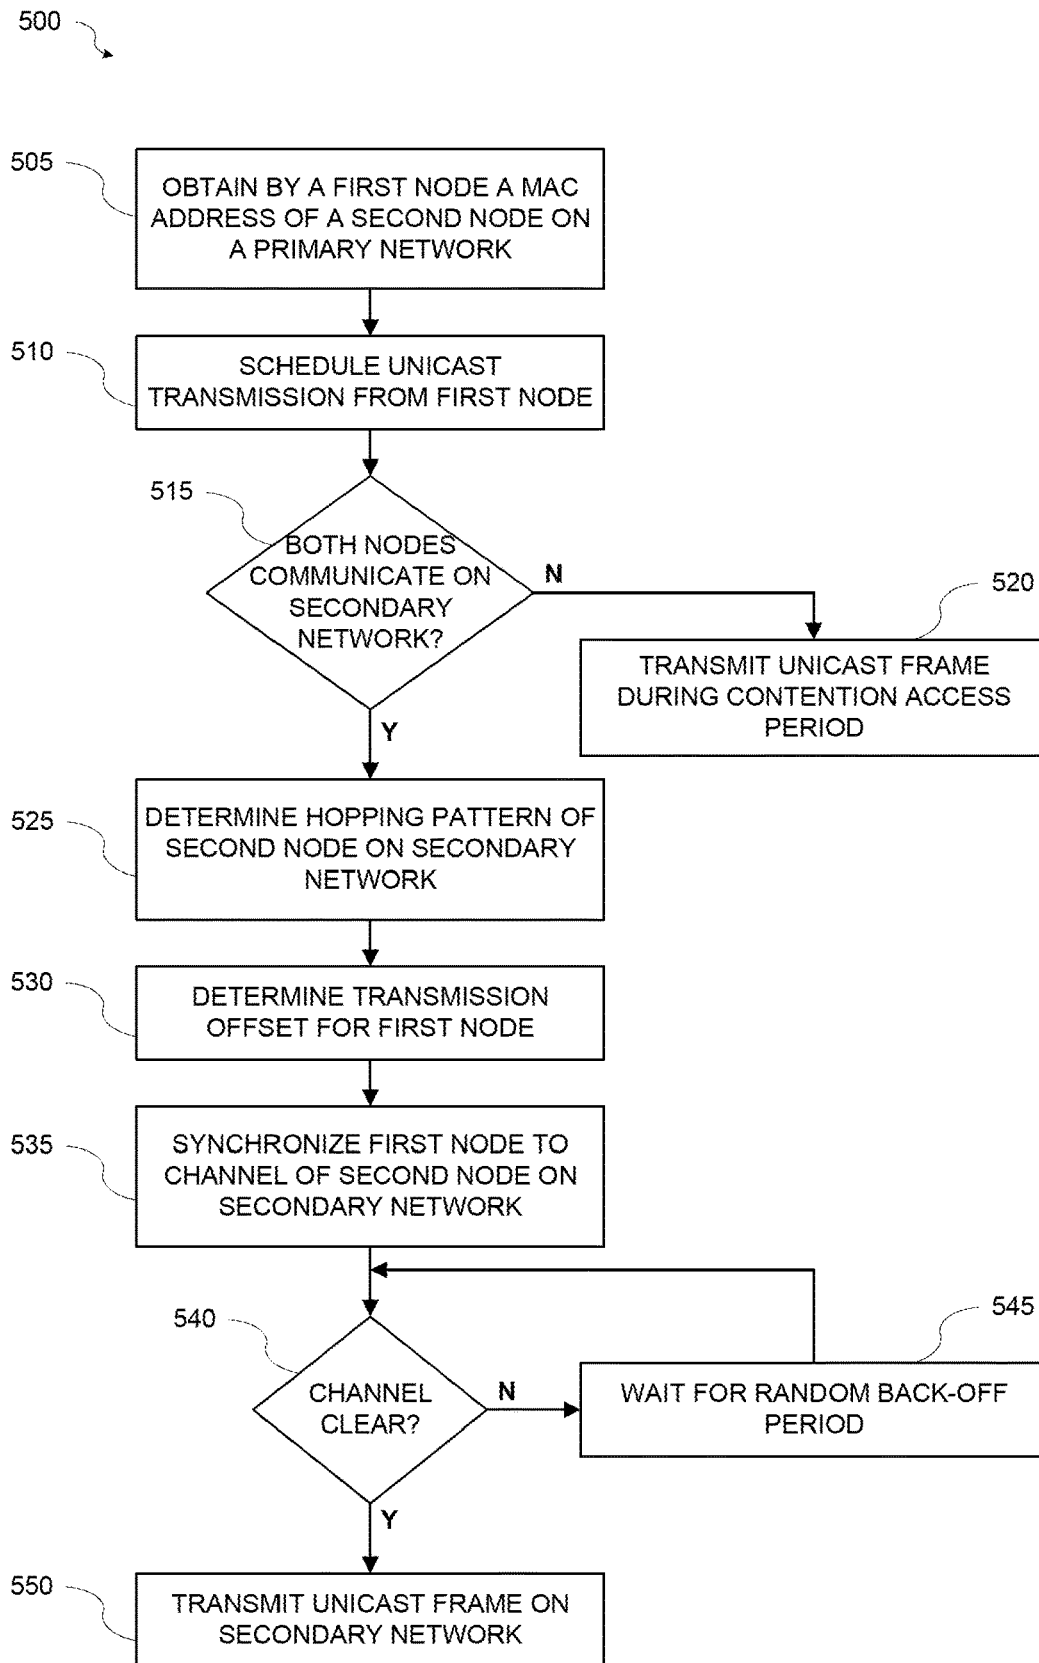 500
505
OBTAIN BY A FIRST NODE A MAC
ADDRESS OF A SECOND NODE ON
A PRIMARY NETWORK
510
SCHEDULE UNICAST
TRANSMISSION FROM FIRST NODE
515
BOTH NODES
COMMUNICATE ON
SECONDARY
NETWORK?
N
520
TRANSMIT UNICAST FRAME
DURING CONTENTION ACCESS
PERIOD
Y
525
DETERMINE HOPPING PATTERN OF
SECOND NODE ON SECONDARY
NETWORK
530
DETERMINE TRANSMISSION
OFFSET FOR FIRST NODE
535
SYNCHRONIZE FIRST NODE TO
CHANNEL OF SECOND NODE ON
SECONDARY NETWORK
540
CHANNEL
CLEAR?
N
545
WAIT FOR RANDOM BACK-OFF
PERIOD
Y
550
TRANSMIT UNICAST FRAME ON
SECONDARY NETWORK